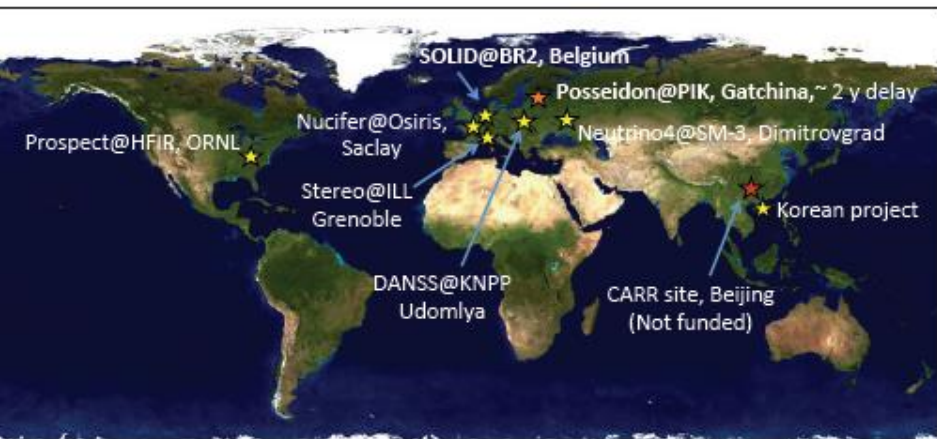 SOLID@BR2, Belgium
Posseidon@PIK, Gatchina,~ 2 y delay
Nucifer@Osiris,
Saclay
Neutrino4@SM-3, Dimitrovgrad
Prospect@HFIR, ORNL
Stereo@ILL
Grenoble
Korean project
DANSS@KNPP
Udomlya
CARR site, Beijing
(Not funded)